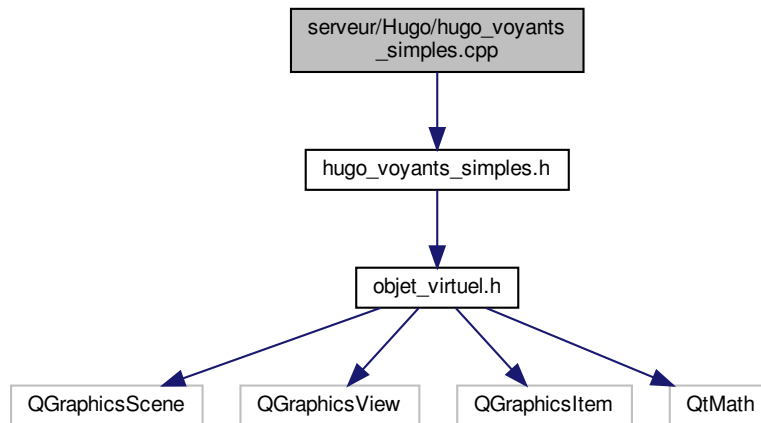 serveur/Hugo/hugo_voyants
_simples.cpp
hugo_voyants_simples.h
objet_virtuel.h
QGraphicsScene
QGraphicsView
QGraphicsItem
QtMath